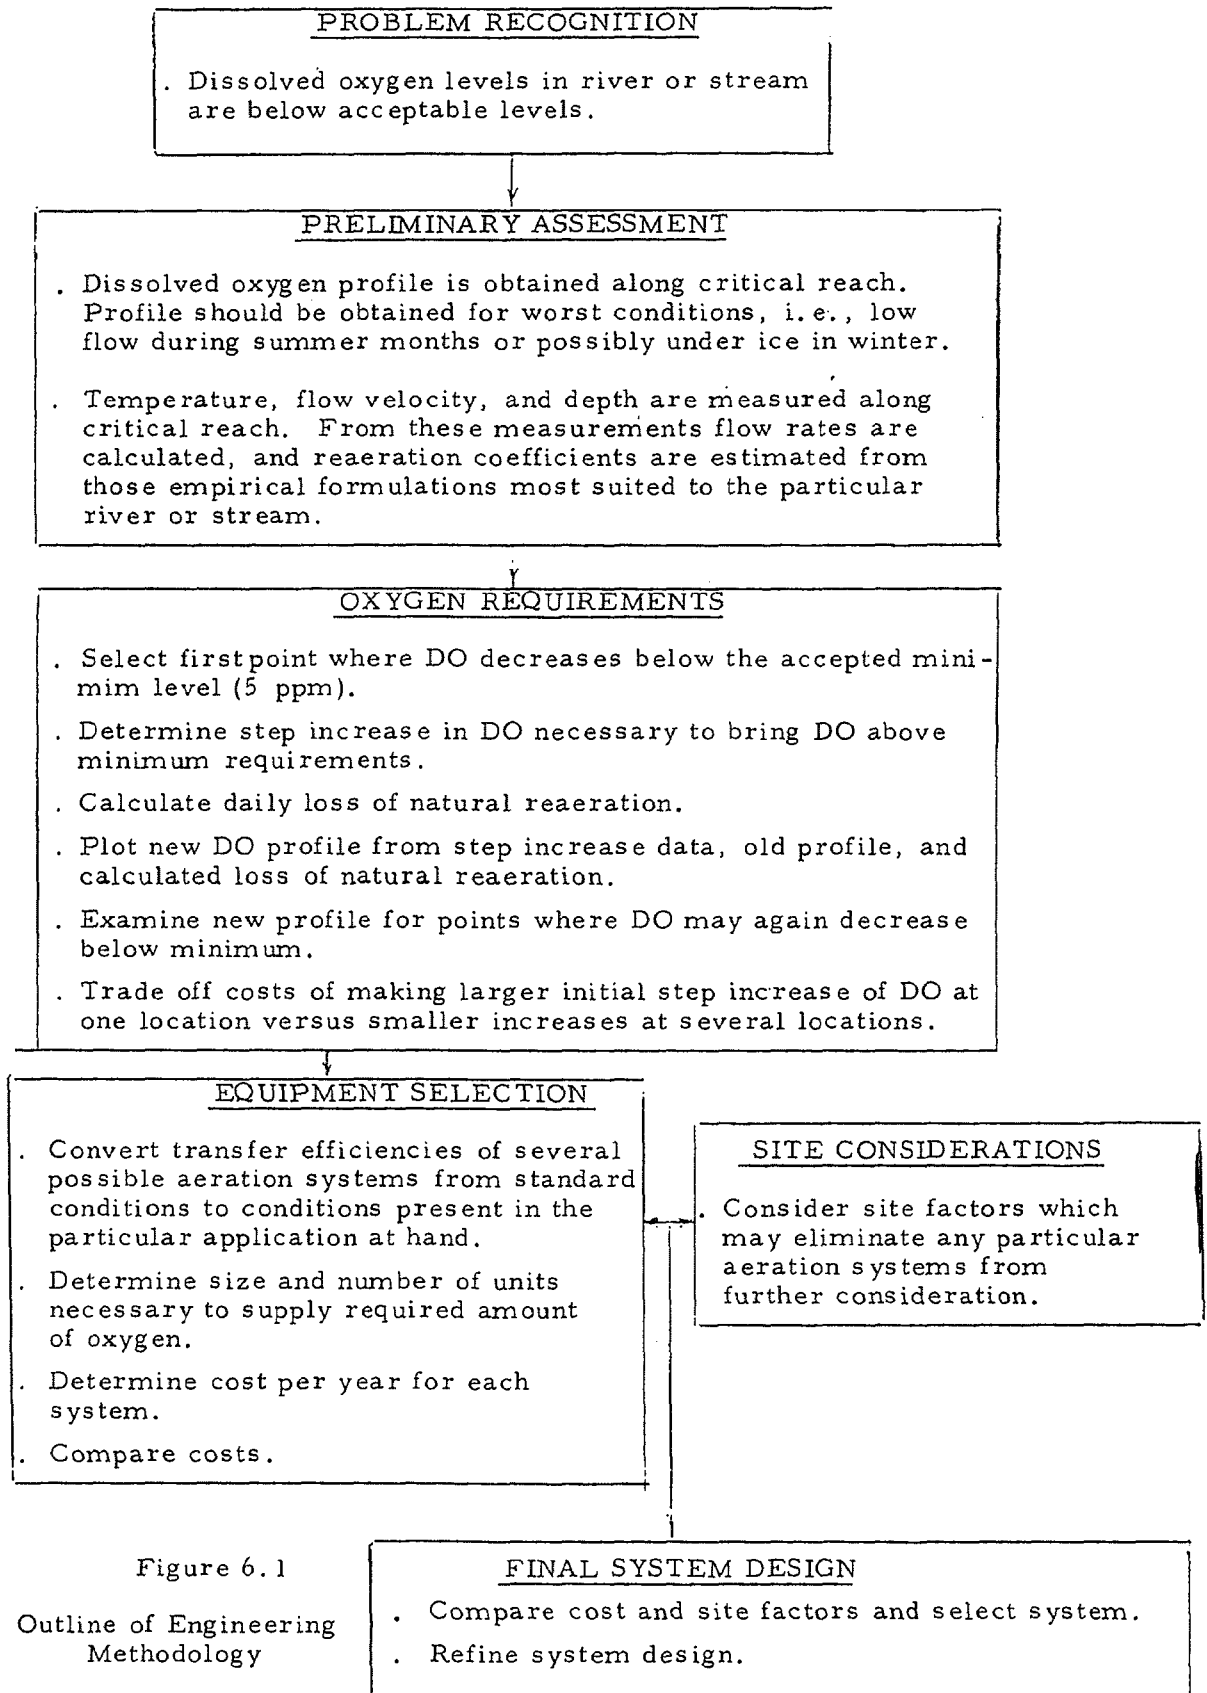 PROBLEM RECOGNITION
. Dissolved oxygen levels in river or stream
are below acceptable levels.
PRELIMINARY ASSESSMENT
. Dissolved oxygen profile is obtained along critical reach.
Profile should be obtained for worst conditions, i.e., low
flow during summer months or possibly under ice in winter.
. Temperature, flow velocity, and depth are measured along
critical reach. From these measurements flow rates are
calculated, and reaeration coefficients are estimated from
those empirical formulations most suited to the particular
river or stream.
OXYGEN REQUIREMENTS
. Select firstpoint where DO decreases below the accepted mini-
mim level (5 ppm).
. Determine step increase in DO necessary to bring DO above
minimum requirements.
. Calculate daily loss of natural reaeration.
. Plot new DO profile from step increase data, old profile, and
calculated loss of natural reaeration.
. Examine new profile for points where DO may again decrease
below minimum.
. Trade off costs of making larger initial step increase of DO at
one location versus smaller increases at several locations.
EQUIPMENT SELECTION
. Convert transfer efficiencies of several
possible aeration systems from standard
conditions to conditions present in the
particular application at hand.
. Determine size and number of units
necessary to supply required amount
of oxygen.
. Determine cost per year for each
system.
. Compare costs.
SITE CONSIDERATIONS
. Consider site factors which
may eliminate any particular
aeration systems from
further consideration.
Figure 6.1
Outline of Engineering
Methodology
FINAL SYSTEM DESIGN
. Compare cost and site factors and select system.
. Refine system design.